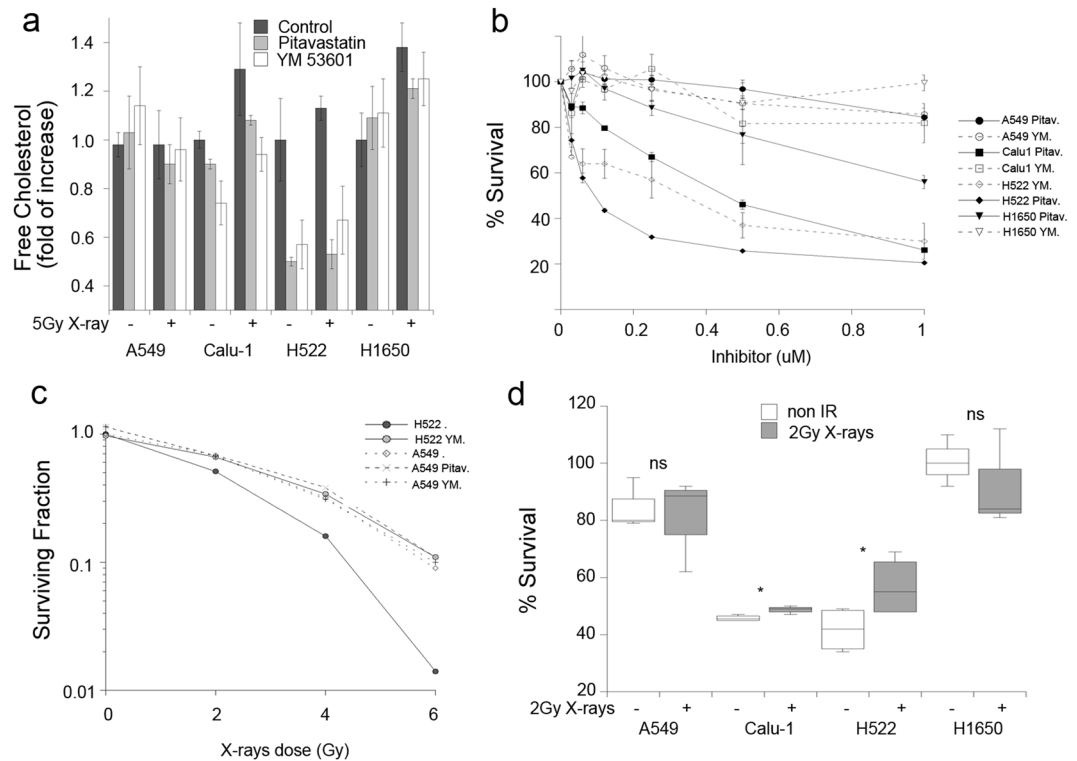 a
Control
Pitavastatin
YM 53601
Free Cholesterol
(fold of increase)
1.4
1.2
1.0
0.8
0.6
0.4
5Gy X-ray - + - + - + - +
A549 Calu-1 H522 H1650
b
% Survival
100
80
60
40
20
0 0.2 0.4 0.6 0.8 1
Inhibitor (uM)
A549 Pitav.
A549 YM.
Calu1 Pitav.
Calu1 YM.
H522 YM.
H522 Pitav.
H1650 Pitav.
H1650 YM.
c
Surviving Fraction
1.0
0.1
0.01
0 2 4 6
X-rays dose (Gy)
H522 .
H522 YM.
A549 .
A549 Pitav.
A549 YM.
d
% Survival
120
100
80
60
40
20
non IR
2Gy X-rays
ns
*
*
ns
2Gy X-rays - + - + - + - +
A549 Calu-1 H522 H1650